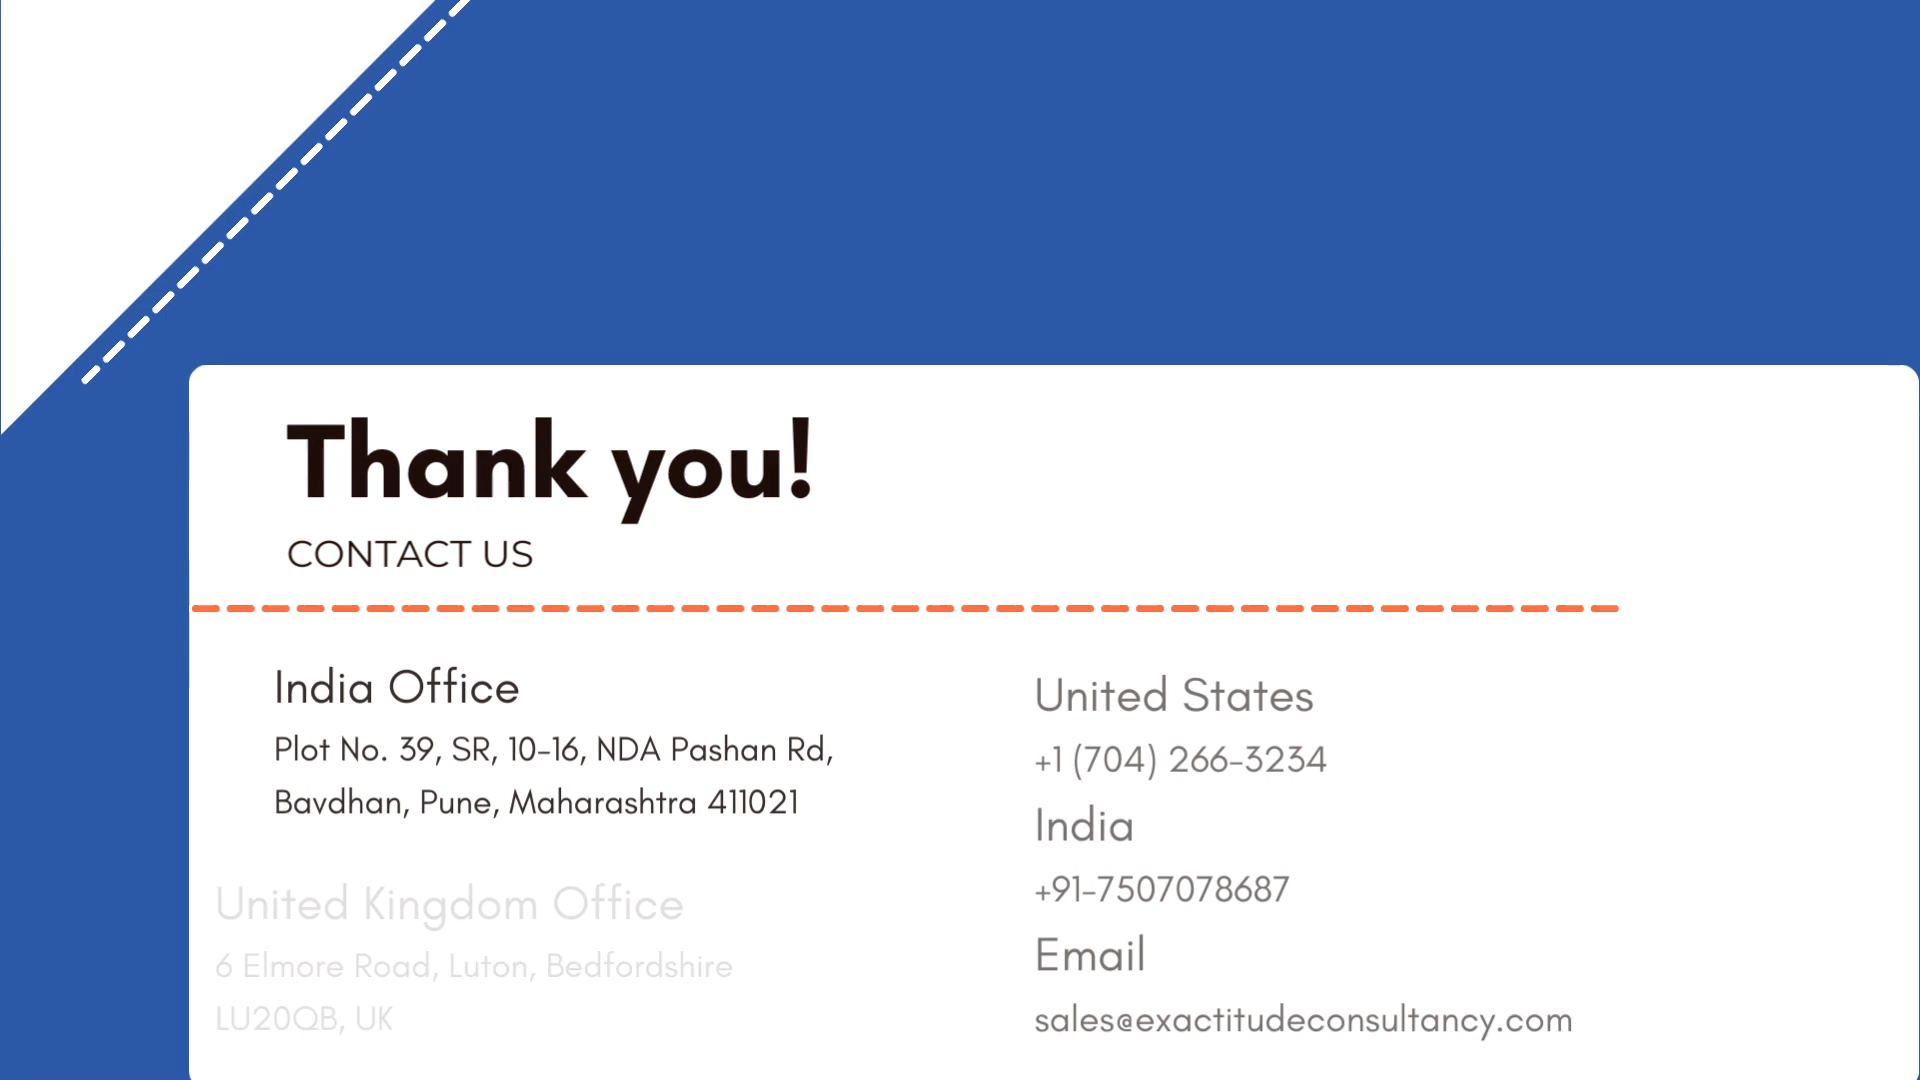 Thank you!
CONTACT US
India Office
Plot No. 39, SR, 10-16, NDA Pashan Rd,
Bavdhan, Pune, Maharashtra 411021
United Kingdom Office
6 Elmore Road, Luton, Bedfordshire
LU20QB, UK
United States
+1 (704) 266-3234
India
+91-7507078687
Email
sales@exactitudeconsultancy.com